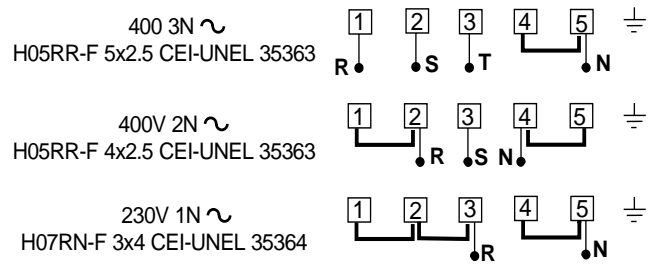 400 3N ∿
H05RR-F 5x2.5 CEI-UNEL 35363
1 2 3 4 5
R S T N
400V 2N ∿
H05RR-F 4x2.5 CEI-UNEL 35363
1 2 3 4 5
R S N
230V 1N ∿
H07RN-F 3x4 CEI-UNEL 35364
1 2 3 4 5
R N